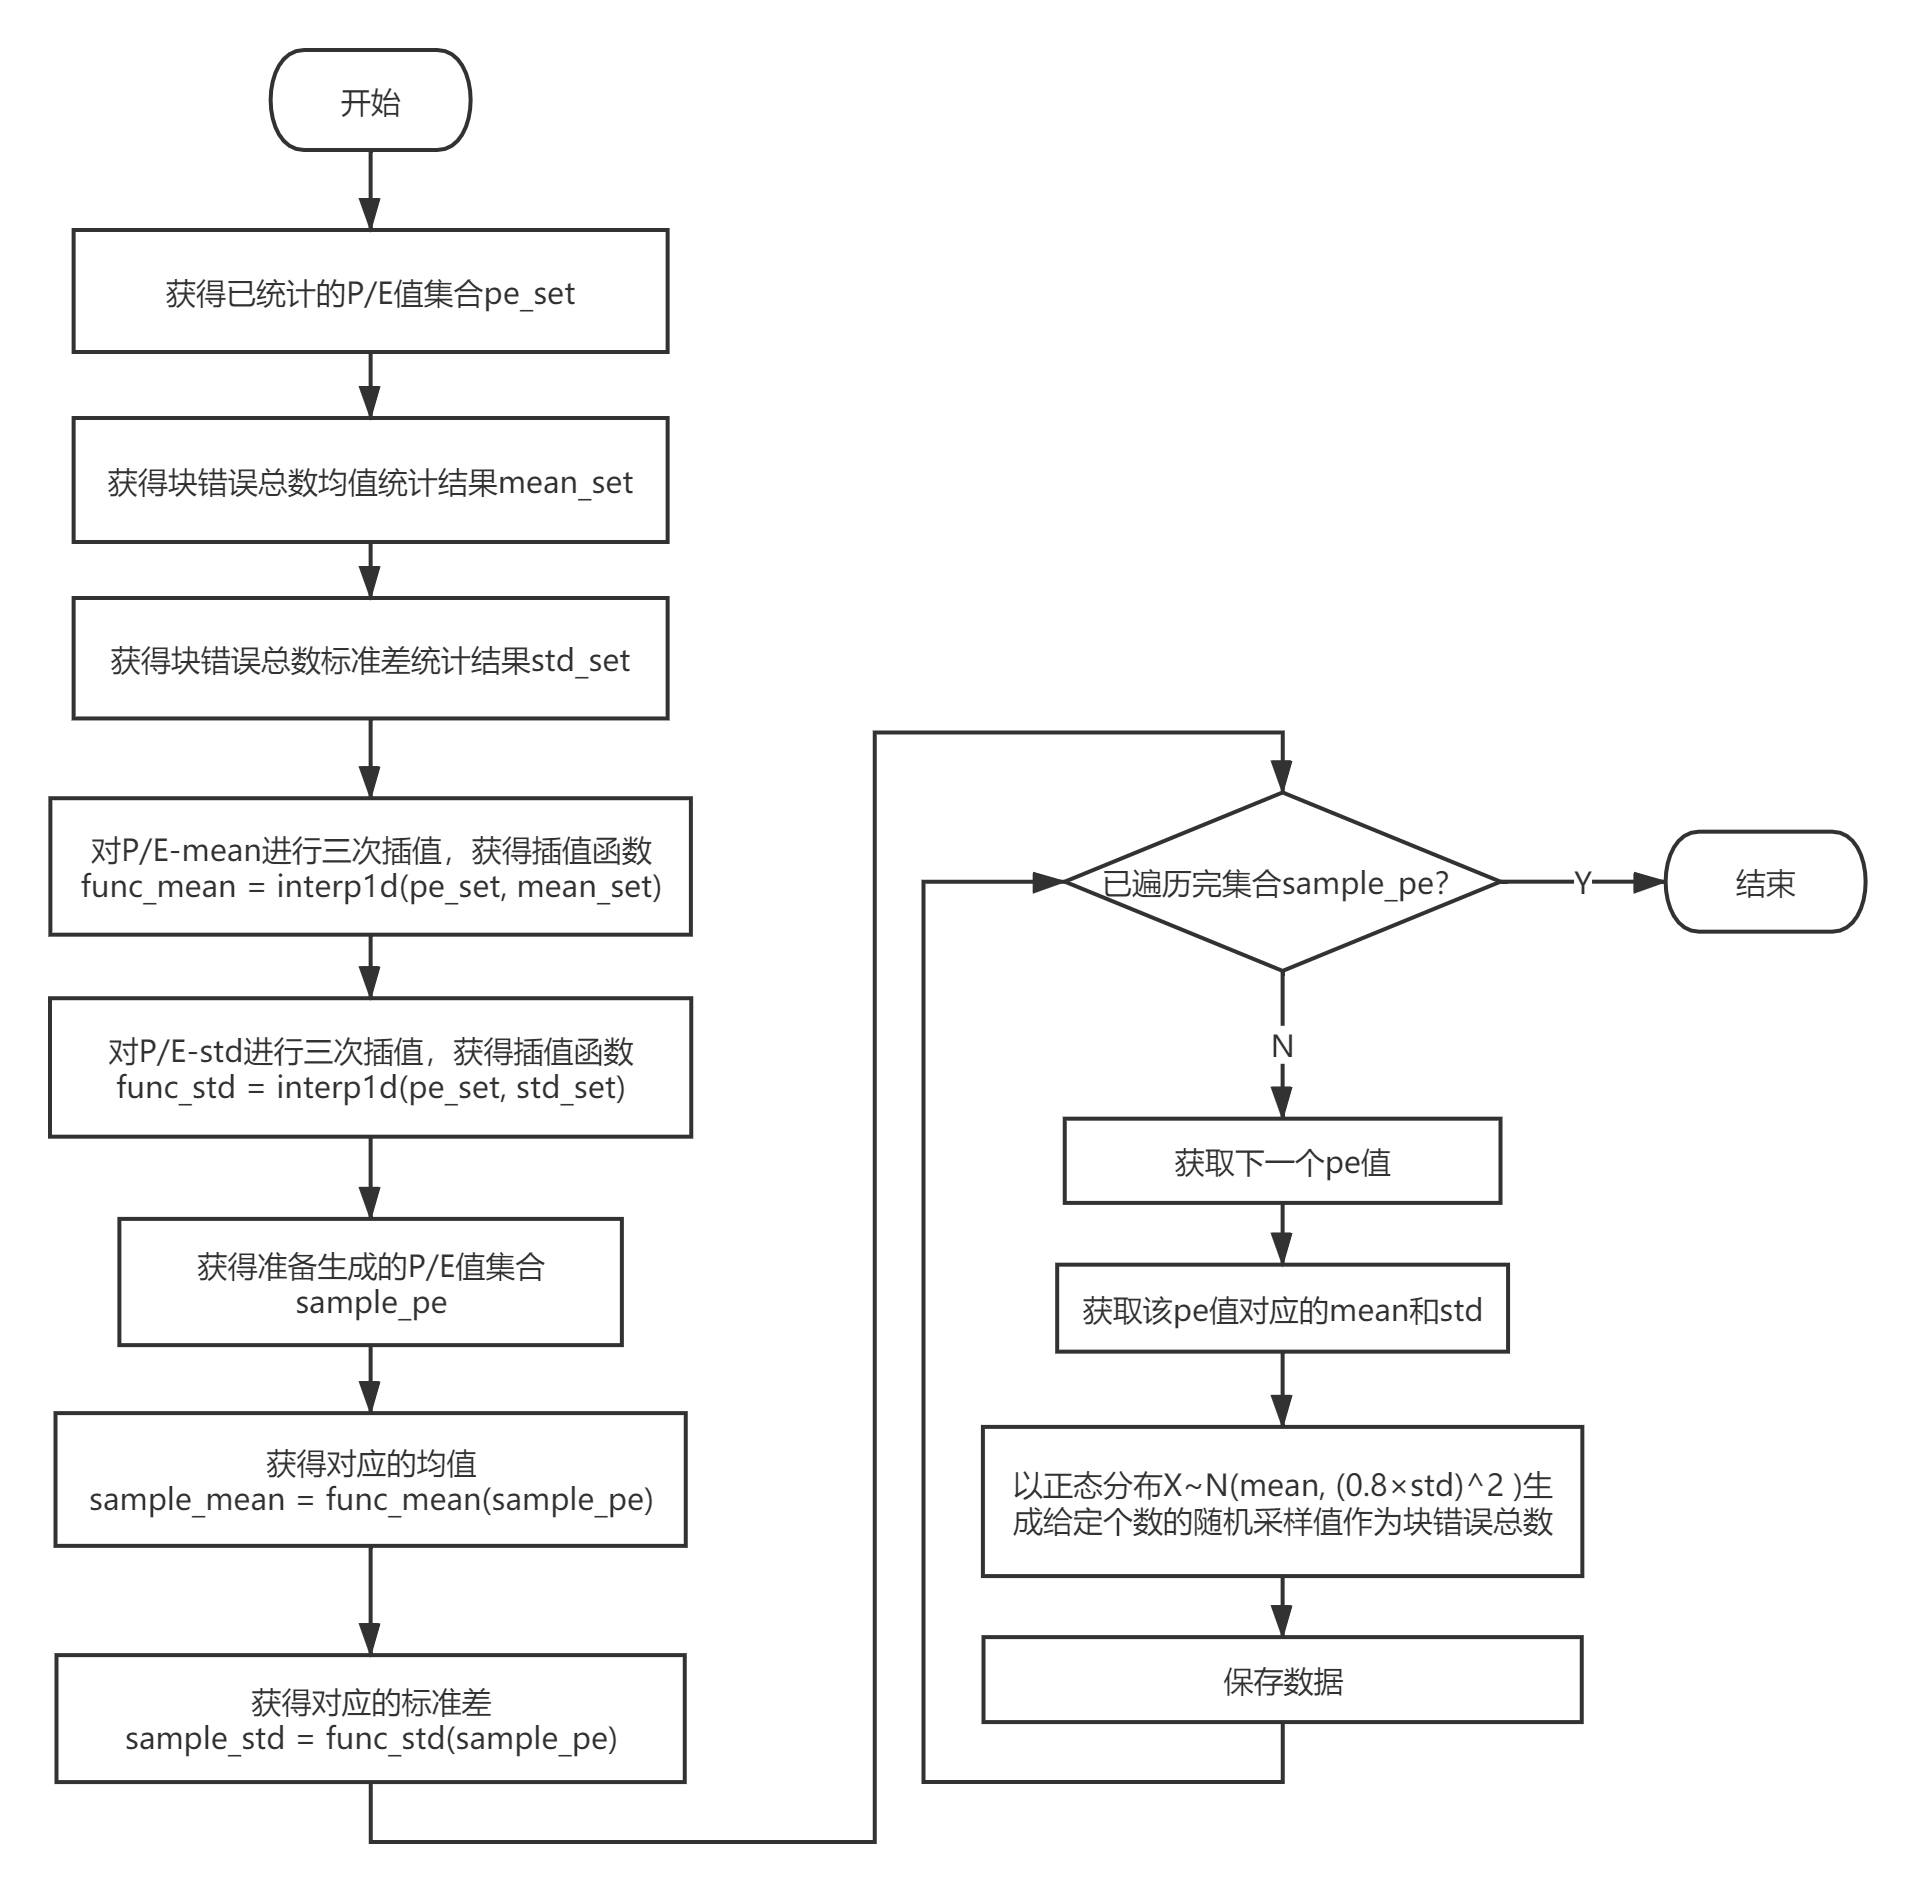 开始
获得已统计的P/E值集合pe_set
获得块错误总数均值统计结果mean_set
获得块错误总数标准差统计结果std_set
对P/E-mean进行三次插值，获得插值函数
func_mean = interp1d(pe_set, mean_set)
对P/E-std进行三次插值，获得插值函数
func_std = interp1d(pe_set, std_set)
获得准备生成的P/E值集合
sample_pe
获得对应的均值
sample_mean = func_mean(sample_pe)
获得对应的标准差
sample_std = func_std(sample_pe)
已遍历完集合sample_pe?
Y
结束
N
获取下一个pe值
获取该pe值对应的mean和std
以正态分布X~N(mean, (0.8×std)^2 )生
成给定个数的随机采样值作为块错误总数
保存数据